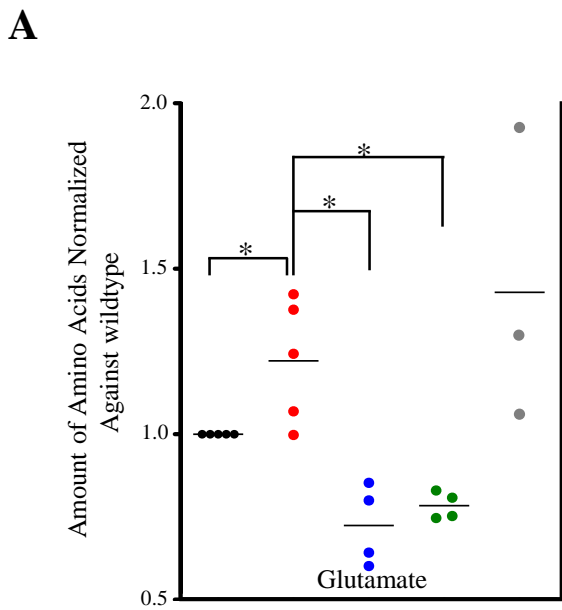 A
Amount of Amino Acids Normalized
Against wildtype
2.0
1.5
1.0
0.5
*
*
*
Glutamate